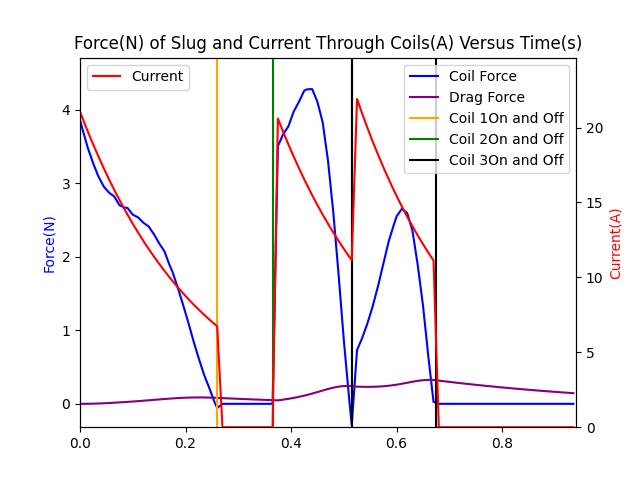 Force(N) of Slug and Current Through Coils(A) Versus Time(s)
Current
Coil Force
Drag Force
Coil 1On and Off
Coil 2On and Off
Coil 3On and Off
Force(N)
4
3
2
1
0
Current(A)
20
15
10
5
0
0.0 0.2 0.4 0.6 0.8